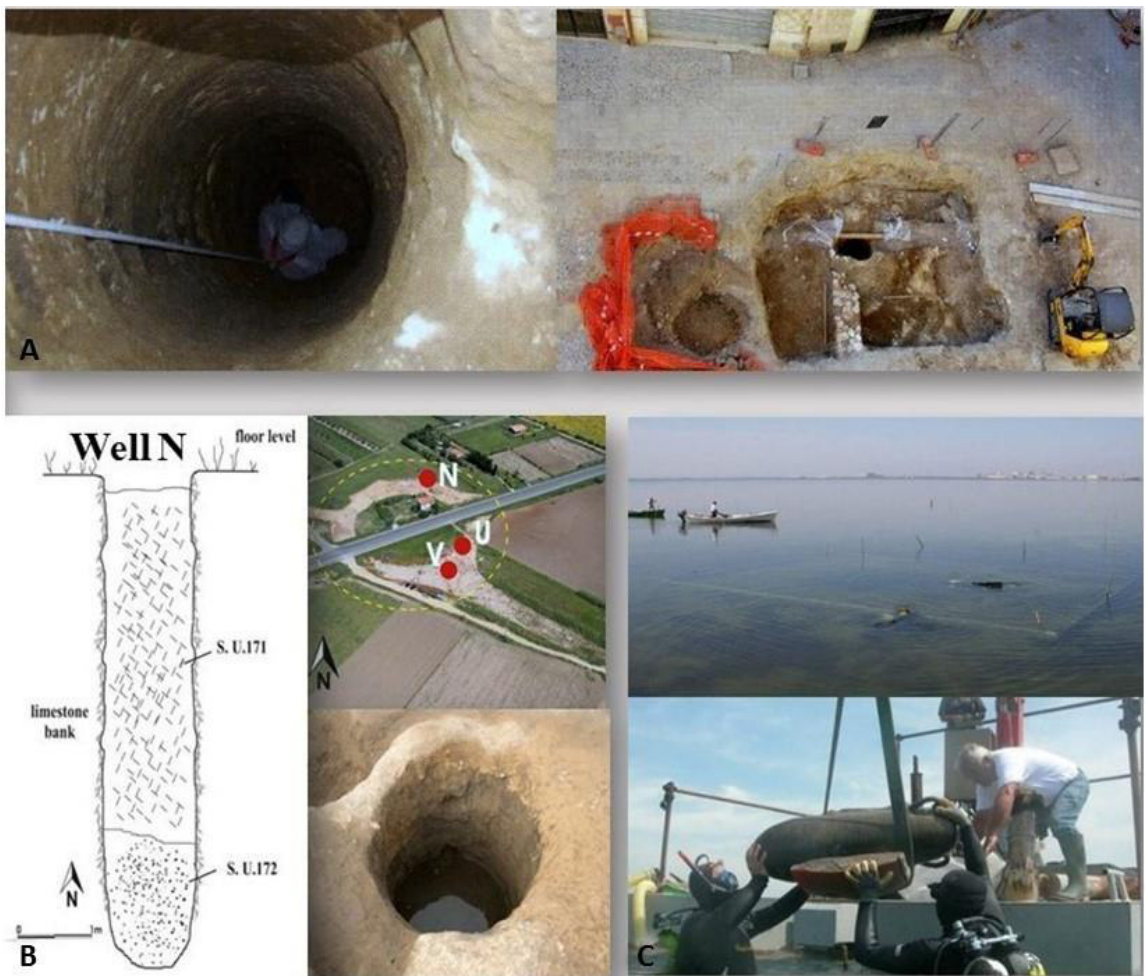 A
Well N
floor level
S. U.171
limestone
bank
S. U.172
N
0 1m
B
N
U
V
N
C